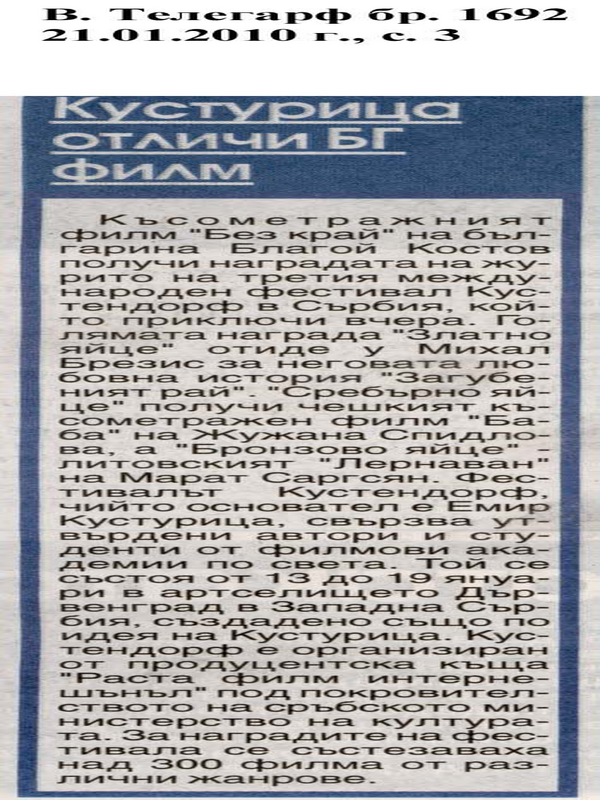 В. Телегарф бр. 1692
21.01.2010 г., с. 3
Кустурица
отличи БГ
филм
Късометражният
филм "Без край" на бъл-
гарина Благой Костов
получи наградата на жу-
рито на третия между-
народен фестивал Кус-
тендорф в Сърбия, кой-
то приключи вчера. Го-
лямата награда "Златно
яйце" отиде у Михал
Брезис за неговата лю-
бовна история "Загубе-
ният рай". "Сребърно яй-
це" получи чешкият къ-
сометражен филм "Ба-
ба" на Жужана Спидло-
ва, а "Бронзово яйце" -
литовският "Лернаван"
на Марат Саргсян. Фес-
тивалът Кустендорф,
чийто основател е Емир
Кустурица, свързва ут-
върдени автори и сту-
денти от филмови ака-
демии по света. Той се
състоя от 13 до 19 януа-
ри в артселището Дър-
венград в Западна Сър-
бия, създадено също по
идея на Кустурица. Кус-
тендорф е организиран
от продуцентска къща
"Раста филм интерне-
шънъл" под покровител-
ството на сръбското ми-
нистерство на култура-
та. За наградите на фес-
тивала се състезаваха
над 300 филма от раз-
лични жанрове.